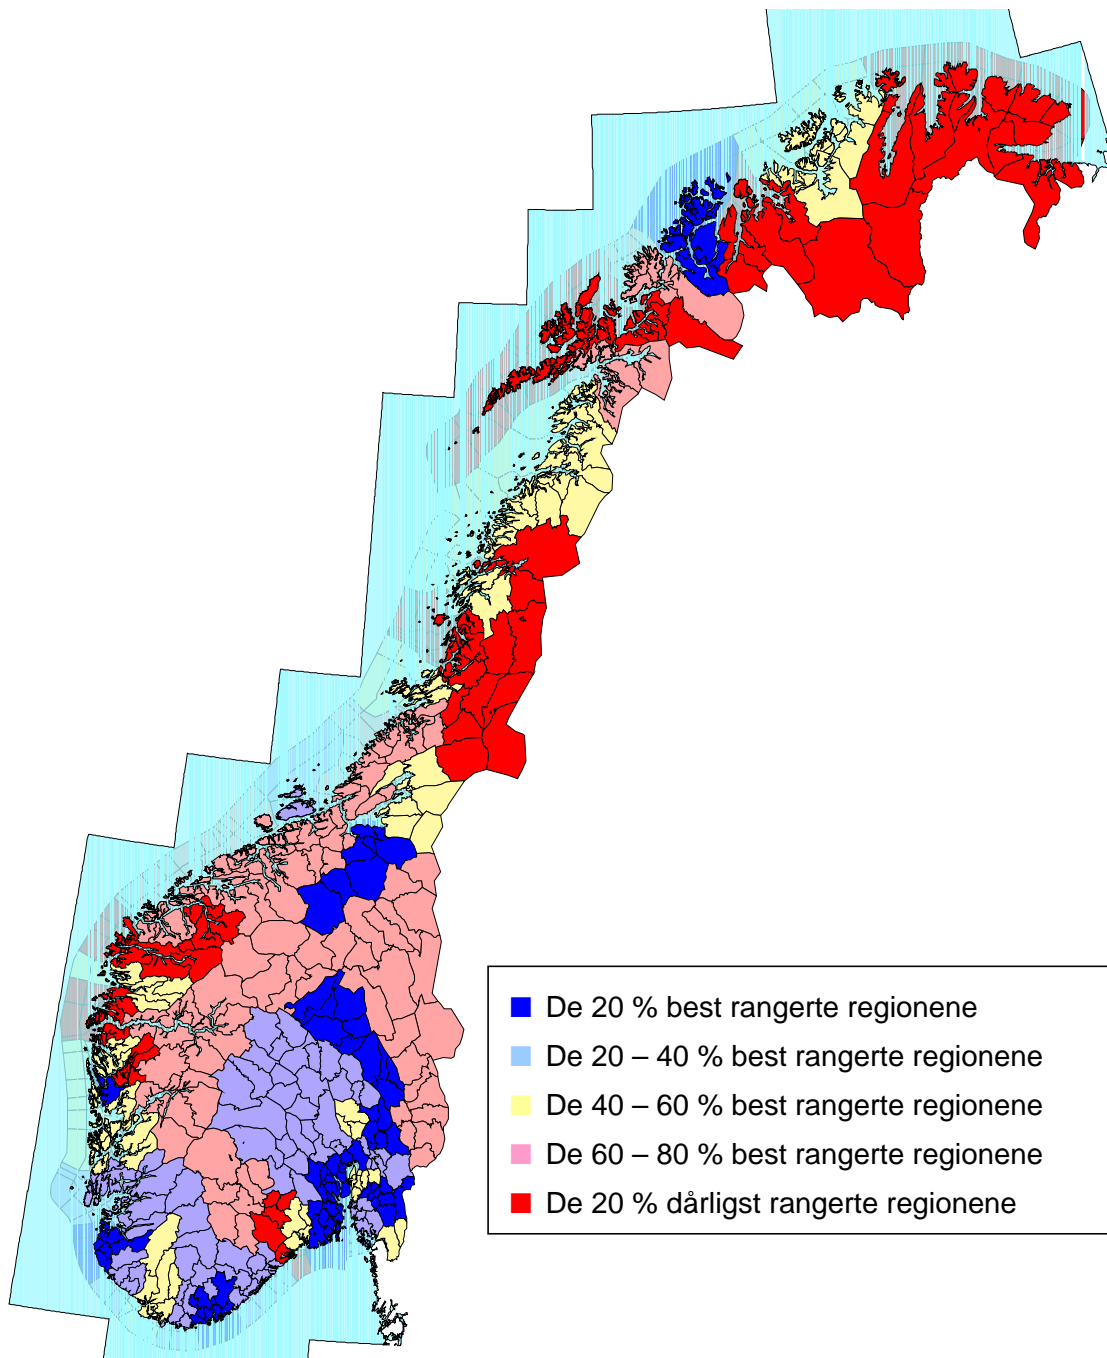 De 20 % best rangerte regionene
De 20 – 40 % best rangerte regionene
De 40 – 60 % best rangerte regionene
De 60 – 80 % best rangerte regionene
De 20 % dårligst rangerte regionene